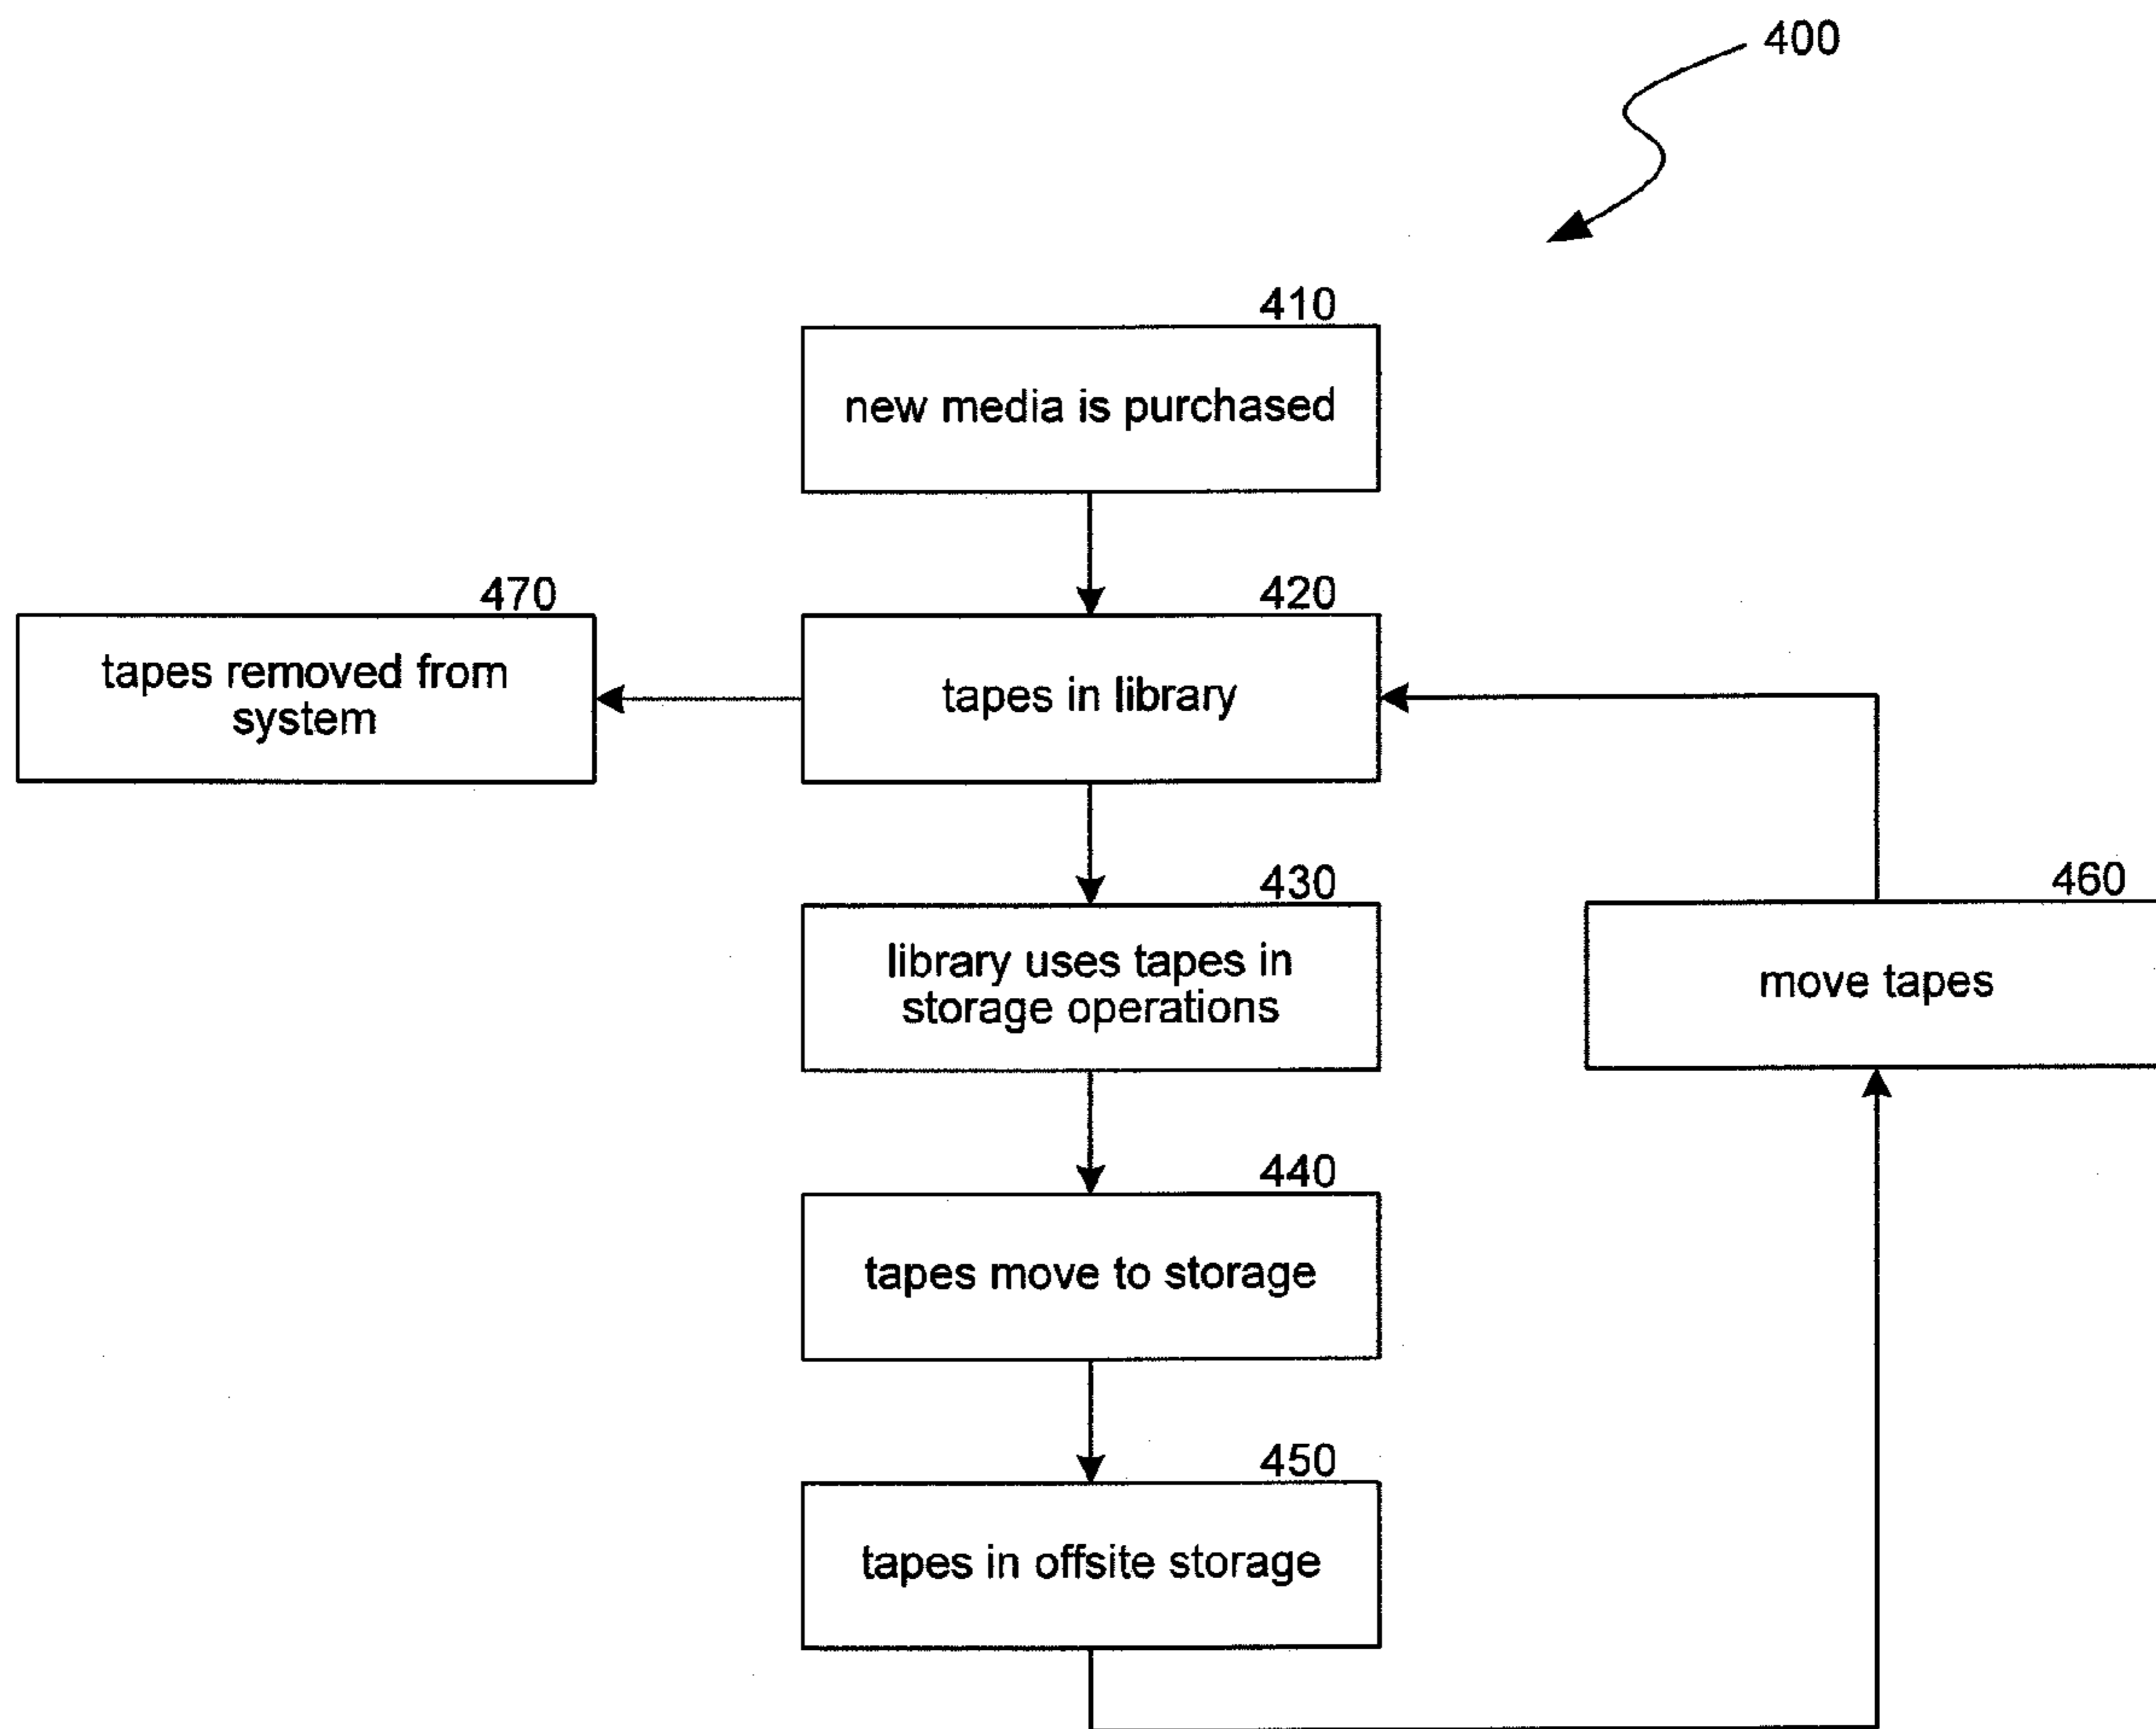 400
410
new media is purchased
470
tapes removed from
system
420
tapes in library
430
library uses tapes in
storage operations
460
move tapes
440
tapes move to storage
450
tapes in offsite storage